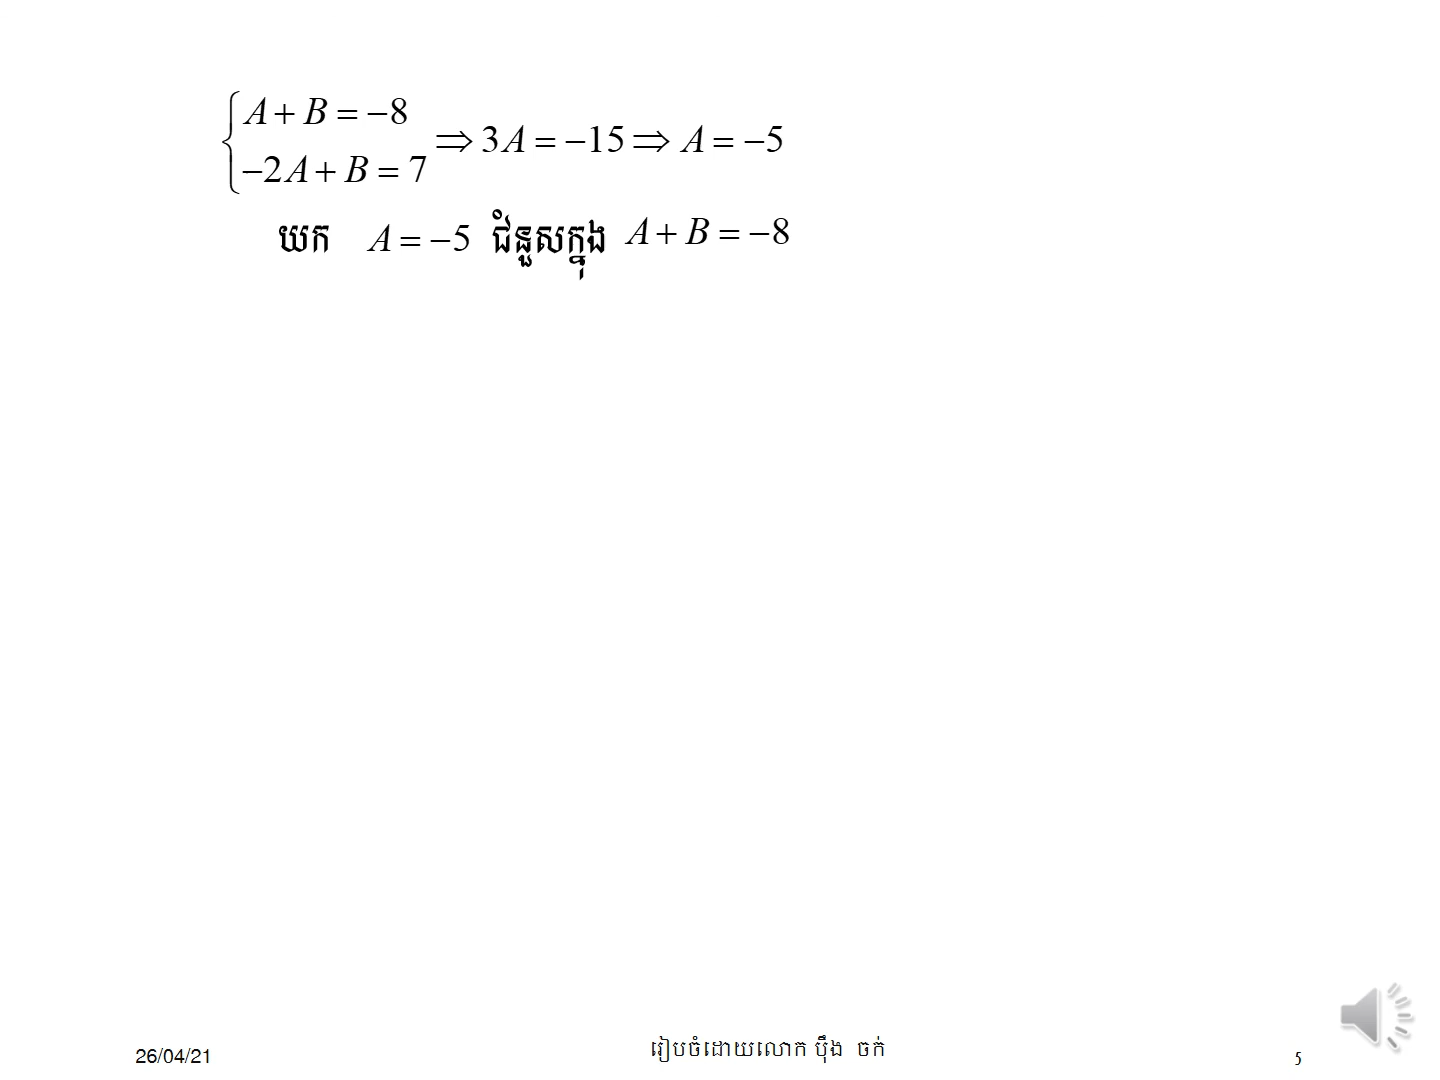 {A + B = −8
−2A + B = 7 ⇒ 3A = −15 ⇒ A = −5
យក A = −5 ជំនួសក្នុង A + B = −8
26/04/21 រៀបចំដោយលោក ប៉ឹង ចក់ 5